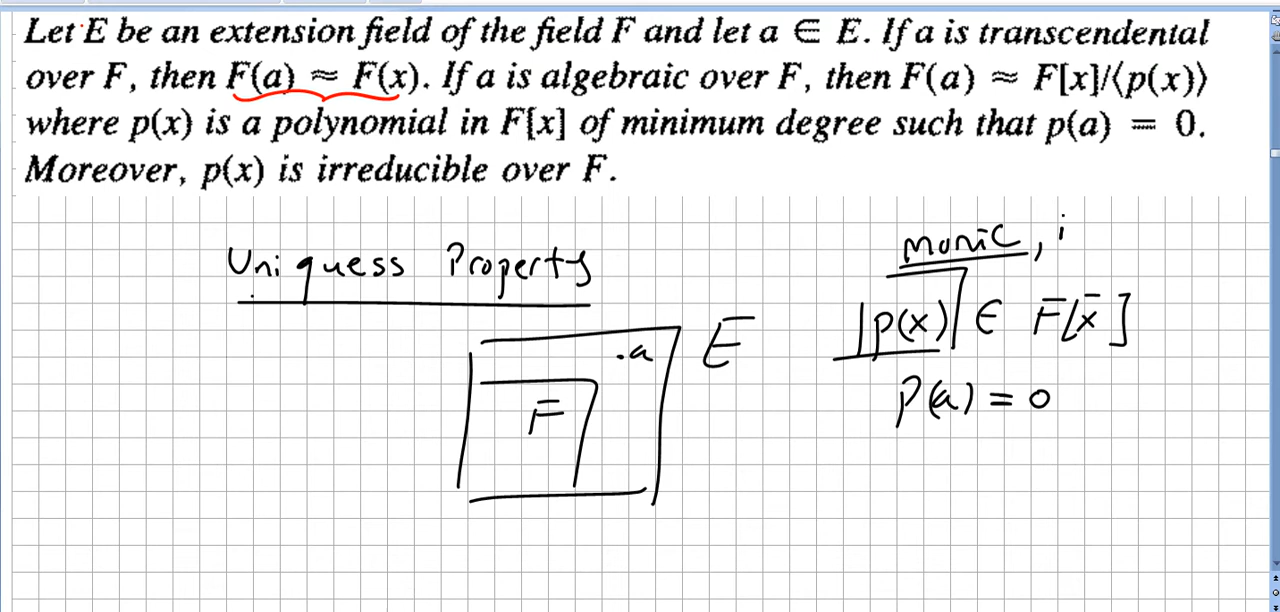 Let E be an extension field of the field F and let a ∈ E. If a is transcendental
over F, then F(a) ≈ F(x). If a is algebraic over F, then F(a) ≈ F[x]/⟨p(x)⟩
where p(x) is a polynomial in F[x] of minimum degree such that p(a) = 0.
Moreover, p(x) is irreducible over F.
Uniquess Property
monic, i
p(x) ∈ F[x]
P(a) = 0
.a E
F